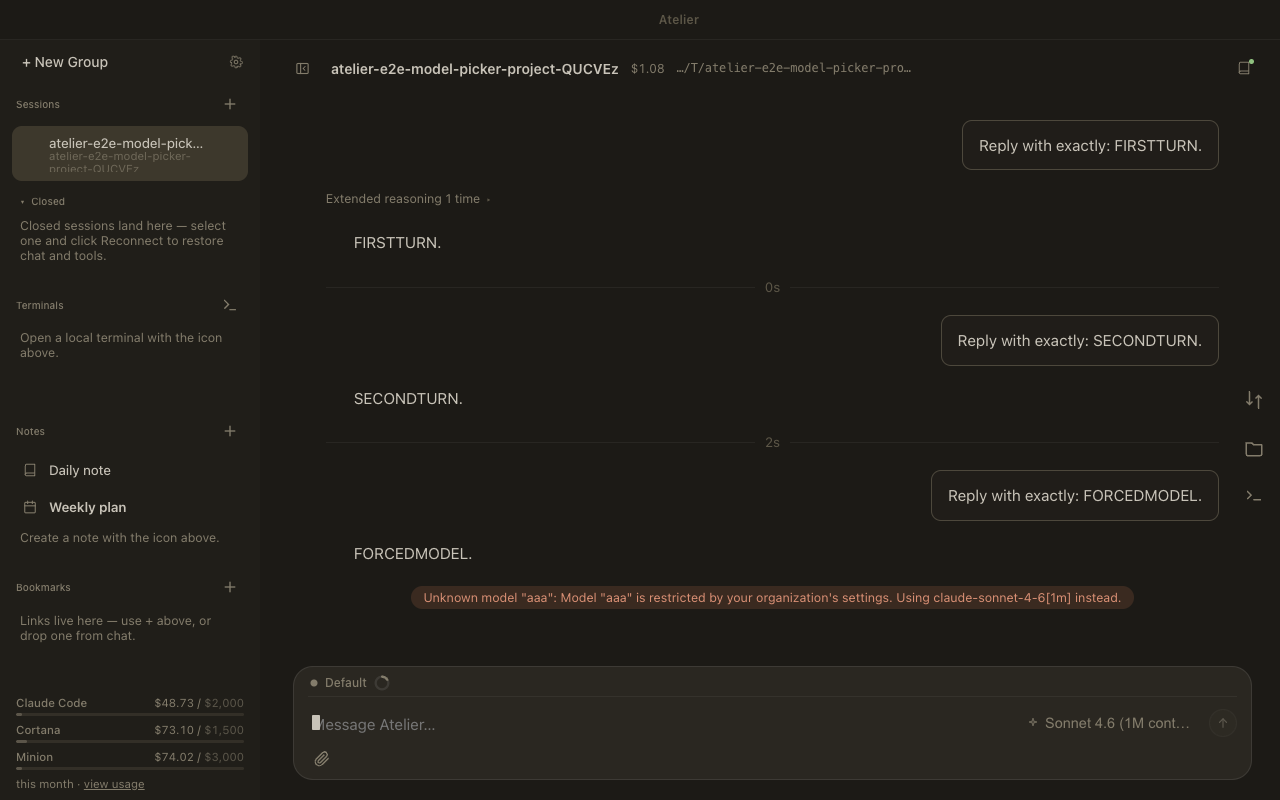 Atelier
+ New Group
Sessions
atelier-e2e-model-pick...
atelier-e2e-model-picker-
project-QUCVEz
Closed
Closed sessions land here — select
one and click Reconnect to restore
chat and tools.
Terminals
Open a local terminal with the icon
above.
Notes
Daily note
Weekly plan
Create a note with the icon above.
Bookmarks
Links live here — use + above, or
drop one from chat.
Claude Code $48.73 / $2,000
Cortana $73.10 / $1,500
Minion $74.02 / $3,000
this month · view usage
atelier-e2e-model-picker-project-QUCVEz $1.08 …/T/atelier-e2e-model-picker-pro…
Reply with exactly: FIRSTTURN.
Extended reasoning 1 time
FIRSTTURN.
0s
Reply with exactly: SECONDTURN.
SECONDTURN.
2s
Reply with exactly: FORCEDMODEL.
FORCEDMODEL.
Unknown model "aaa": Model "aaa" is restricted by your organization's settings. Using claude-sonnet-4-6[1m] instead.
Default
Message Atelier...
Sonnet 4.6 (1M cont...